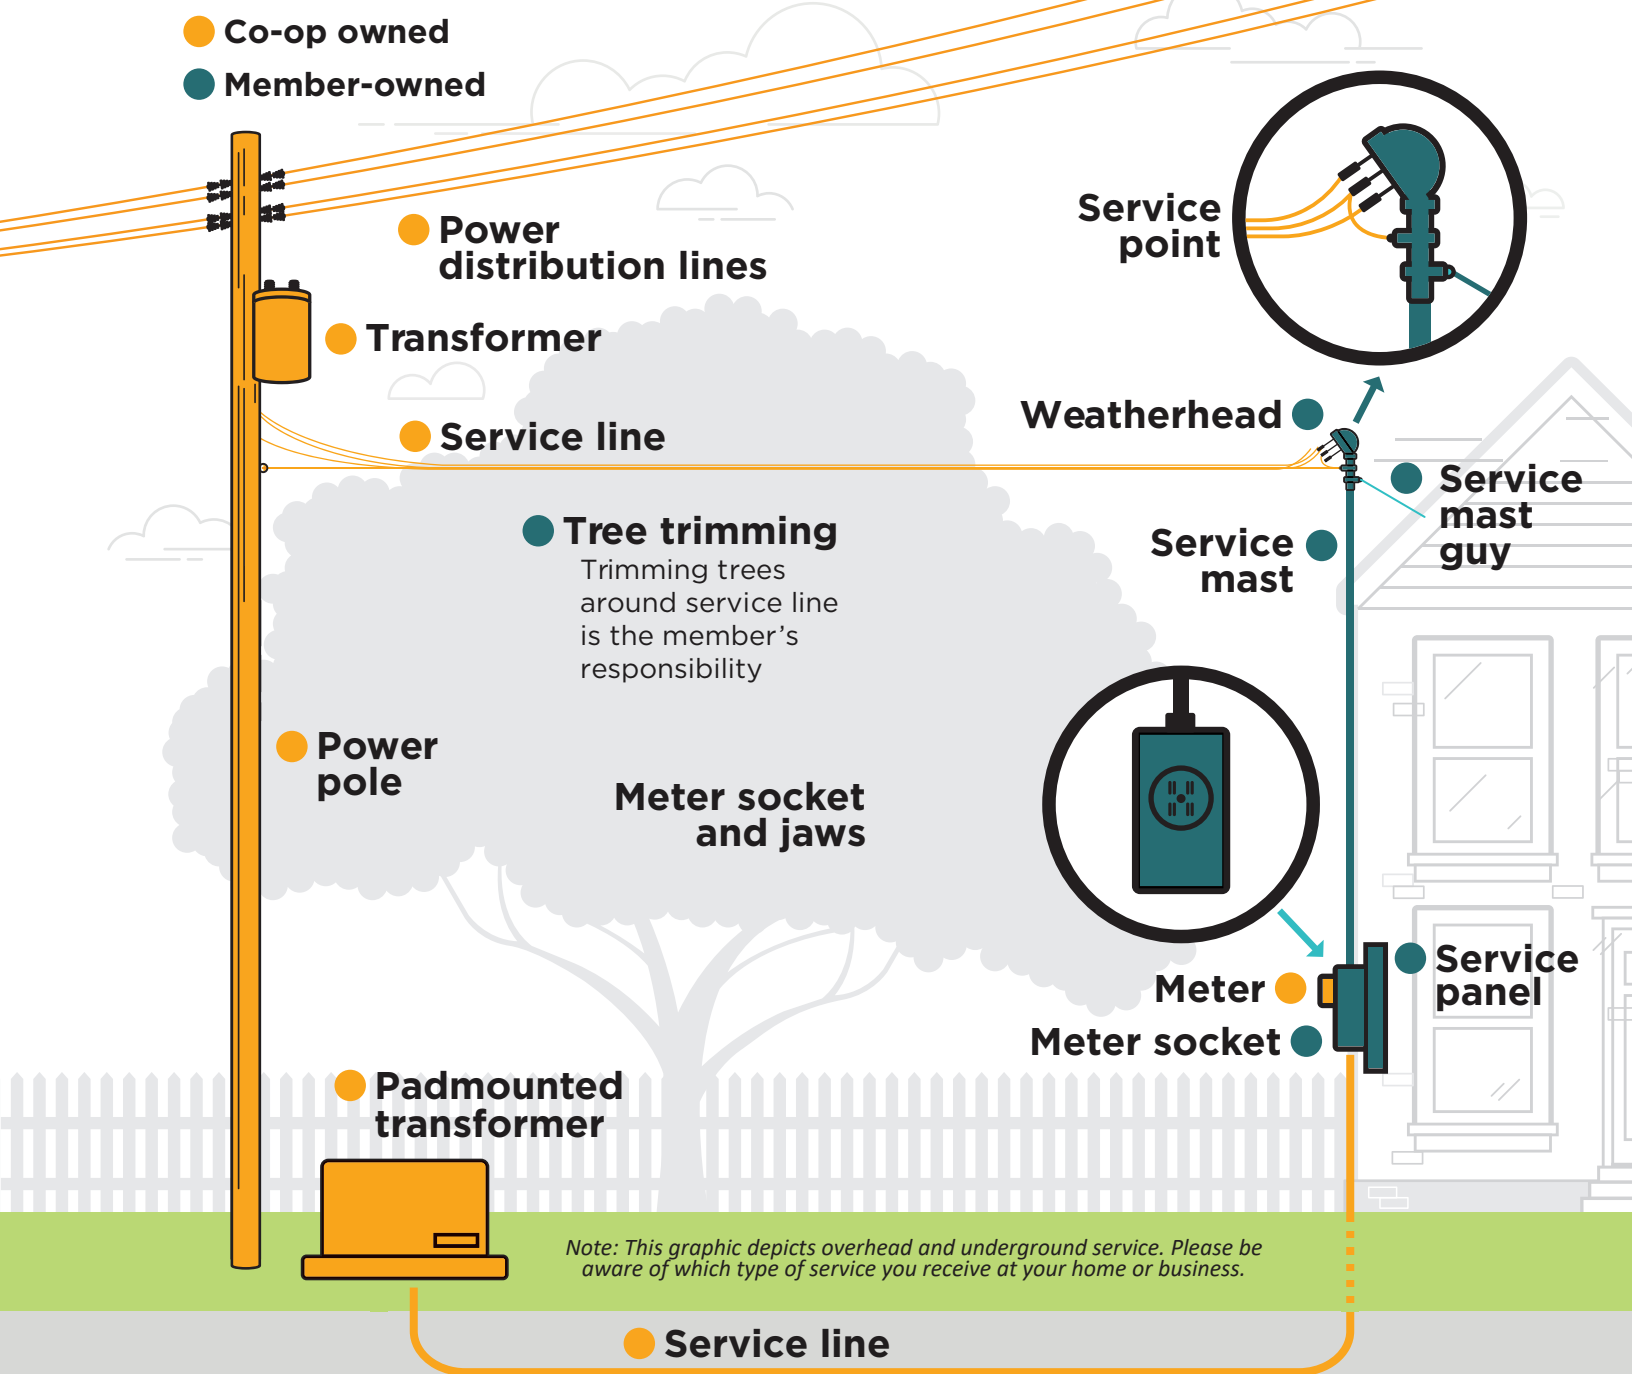 Co-op owned
Member-owned
Power
distribution lines
Service
point
Transformer
Weatherhead
Service line
Service
mast
guy
Tree trimming
Trimming trees
around service line
is the member's
responsibility
Service
mast
Power
pole
Meter socket
and jaws
Service
panel
Meter
Meter socket
Padmounted
transformer
Note: This graphic depicts overhead and underground service. Please be
aware of which type of service you receive at your home or business.
Service line